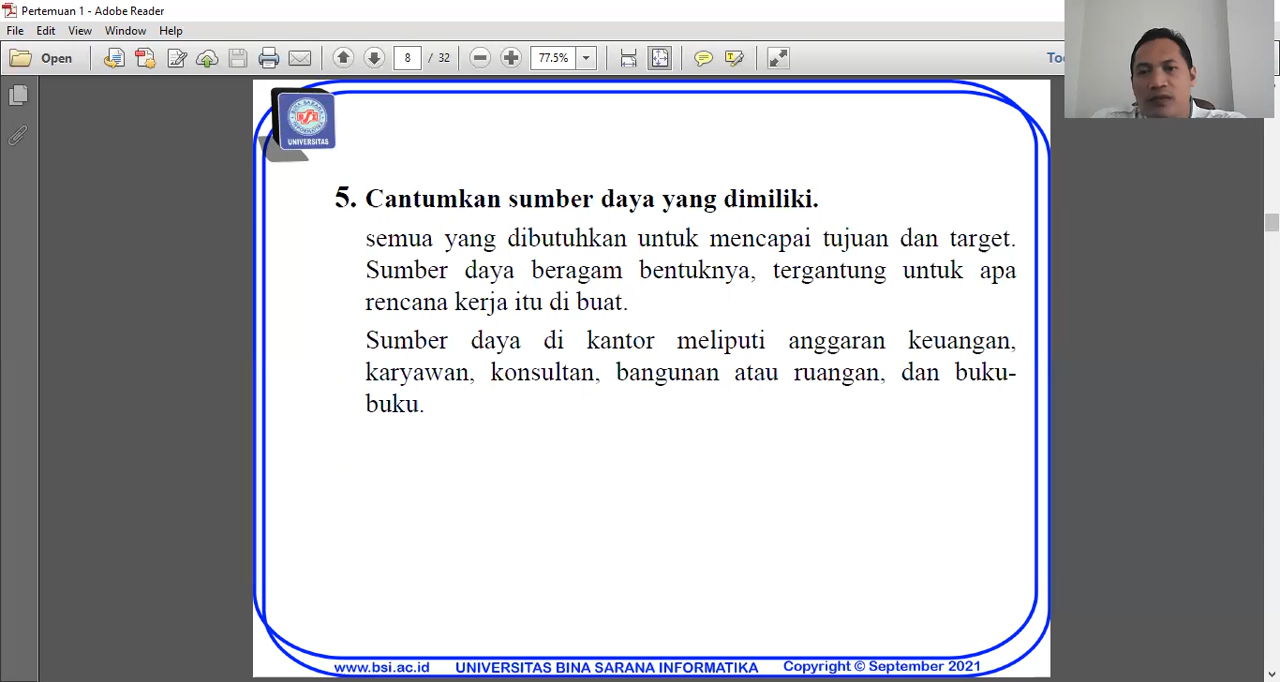 Pertemuan 1 - Adobe Reader
File Edit View Window Help
Open 8 / 32 77.5%
BINA SARANA
UNIVERSITAS
5. Cantumkan sumber daya yang dimiliki.
semua yang dibutuhkan untuk mencapai tujuan dan target.
Sumber daya beragam bentuknya, tergantung untuk apa
rencana kerja itu di buat.
Sumber daya di kantor meliputi anggaran keuangan,
karyawan, konsultan, bangunan atau ruangan, dan buku-
buku.
www.bsi.ac.id UNIVERSITAS BINA SARANA INFORMATIKA Copyright © September 2021